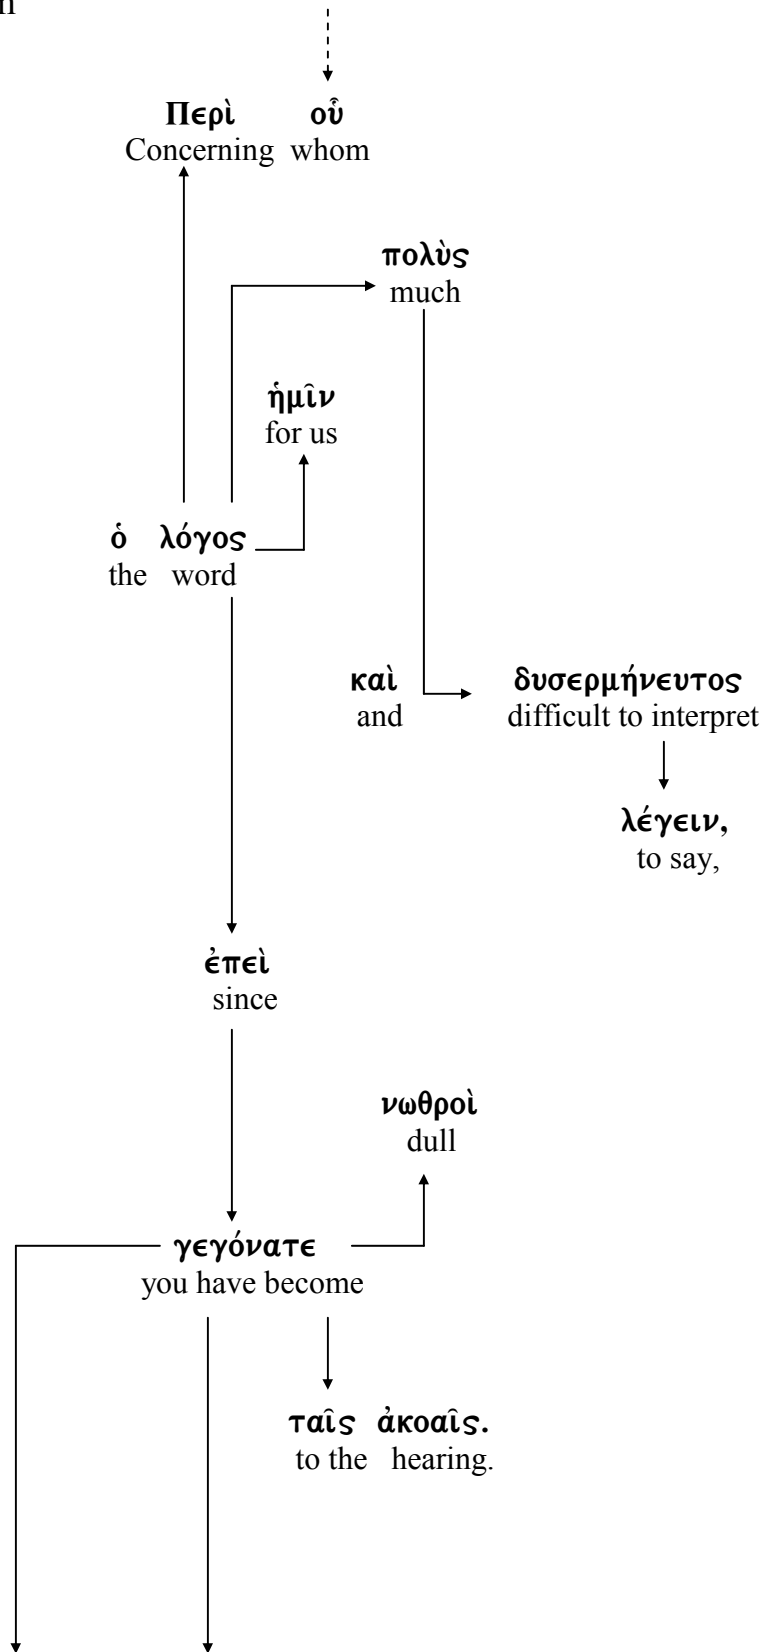 Περὶ οὗ
Concerning whom
πολὺς
much
ἡμῖν
for us
ὁ λόγος
the word
καὶ δυσερμήνευτος
and difficult to interpret
λέγειν,
to say,
ἐπεὶ
since
νωθροὶ
dull
γεγόνατε
you have become
ταῖς ἀκοαῖς.
to the hearing.